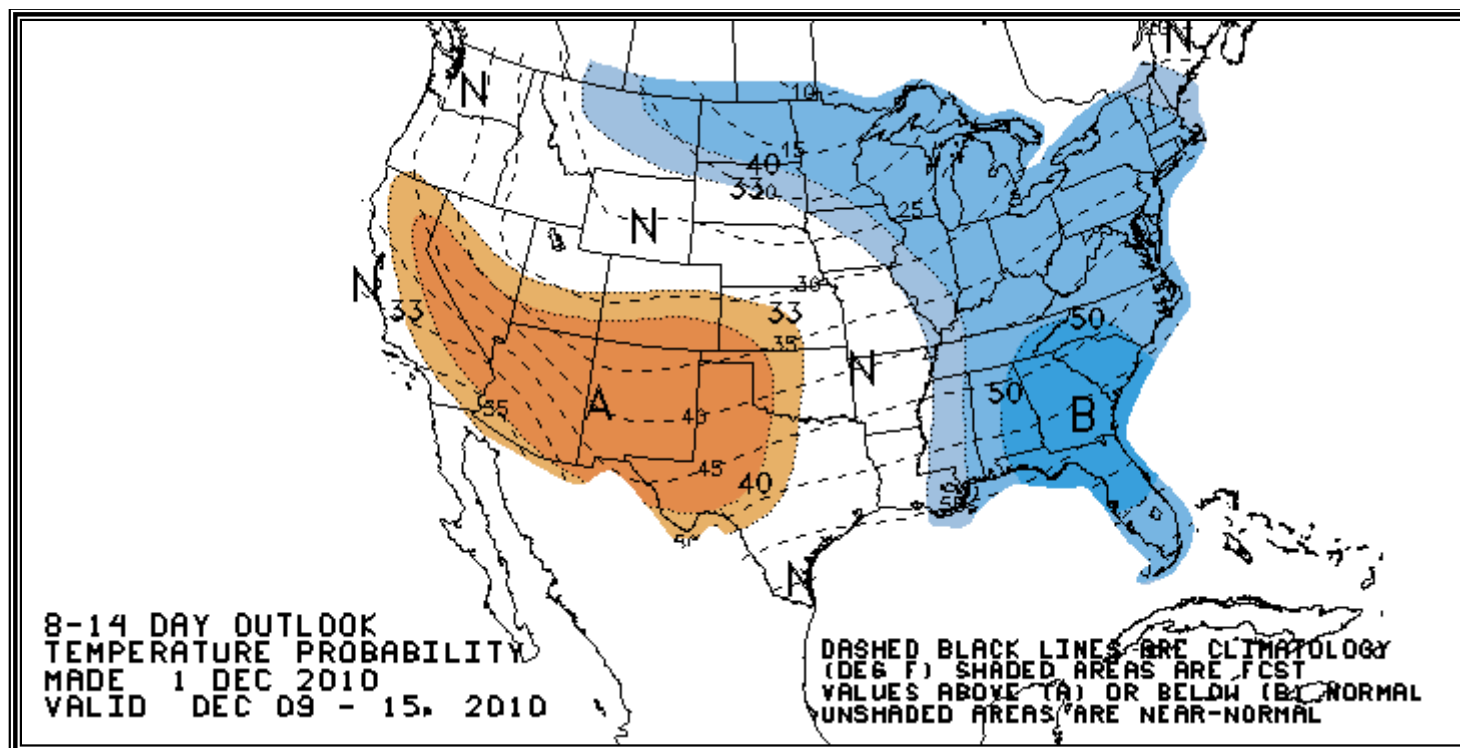 N
N
10
15
40
33
20
25
N
N
30
33
33
35
50
N
50
A
B
35
40
45
40
N
8-14 DAY OUTLOOK
TEMPERATURE PROBABILITY
MADE 1 DEC 2010
VALID DEC 09 - 15, 2010
DASHED BLACK LINES ARE CLIMATOLOGY
(DEG F) SHADED AREAS ARE FCST
VALUES ABOVE (A) OR BELOW (B) NORMAL
UNSHADED AREAS ARE NEAR-NORMAL